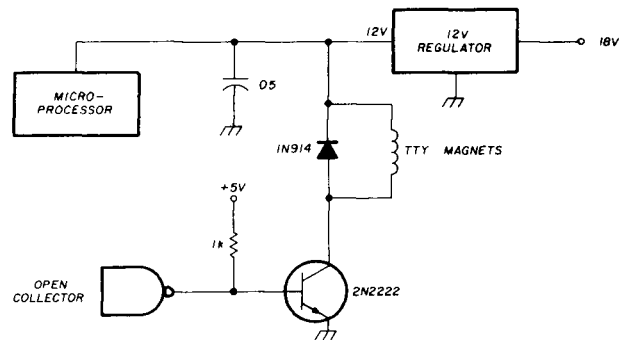 12V
12V
REGULATOR
18V
MICRO-
PROCESSOR
05
1N914
TTY MAGNETS
+5V
1k
OPEN
COLLECTOR
2N2222